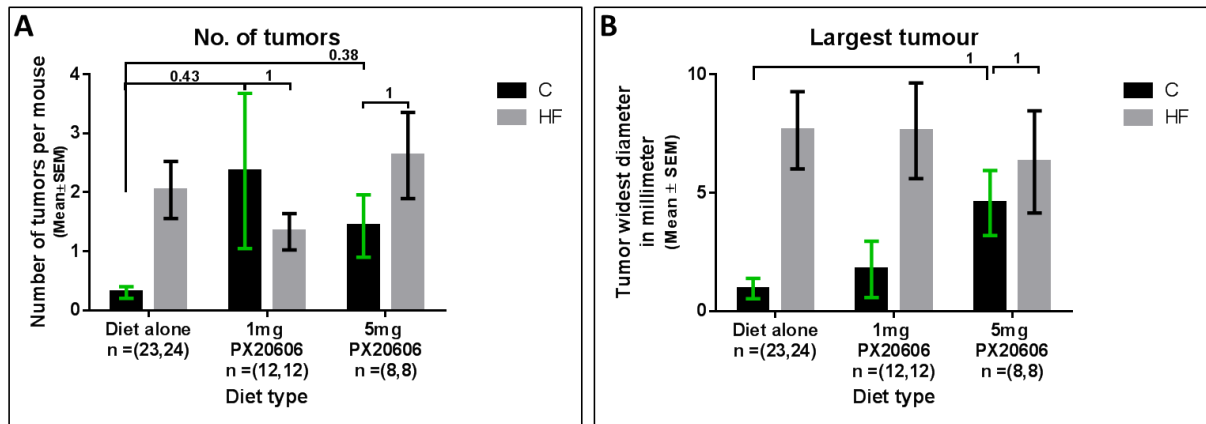 A
No. of tumors
0.38
0.43
1
1
4
3
2
1
0
Number of tumors per mouse
(Mean± SEM)
C
HF
Diet alone
n =(23,24)
1mg
PX20606
n =(12,12)
5mg
PX20606
n =(8,8)
Diet type
B
Largest tumour
1
1
10
5
0
Tumor widest diameter
in millimeter
(Mean ± SEM)
C
HF
Diet alone
n =(23,24)
1mg
PX20606
n =(12,12)
5mg
PX20606
n =(8,8)
Diet type